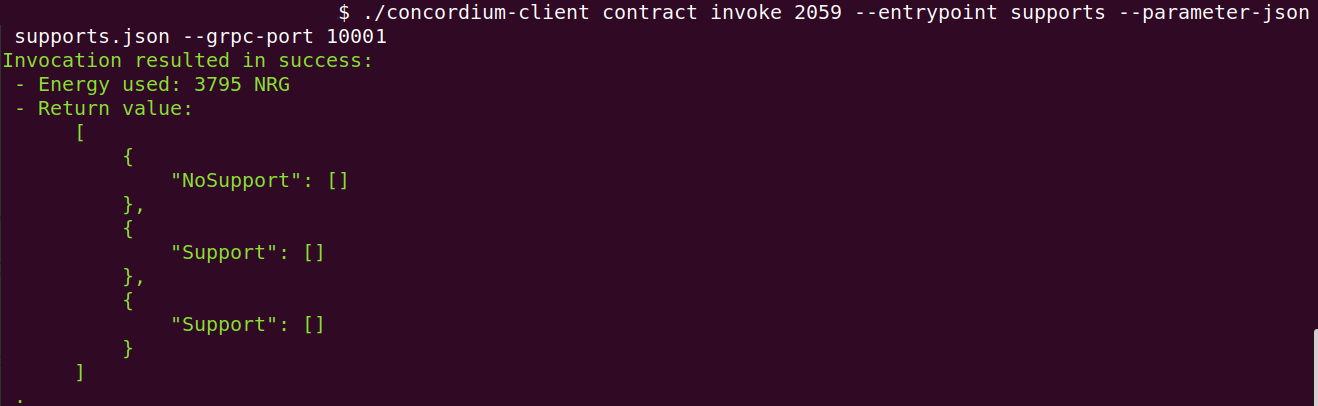 $ ./concordium-client contract invoke 2059 --entrypoint supports --parameter-json
supports.json --grpc-port 10001
Invocation resulted in success:
- Energy used: 3795 NRG
- Return value:
[
{
"NoSupport": []
},
{
"Support": []
},
{
"Support": []
}
]
.